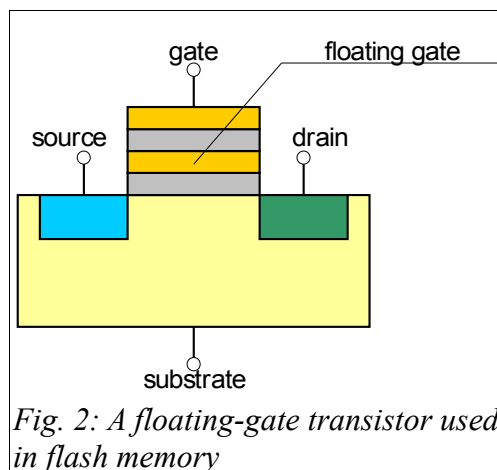 gate
floating gate
source
drain
substrate
Fig. 2: A floating-gate transistor used
in flash memory